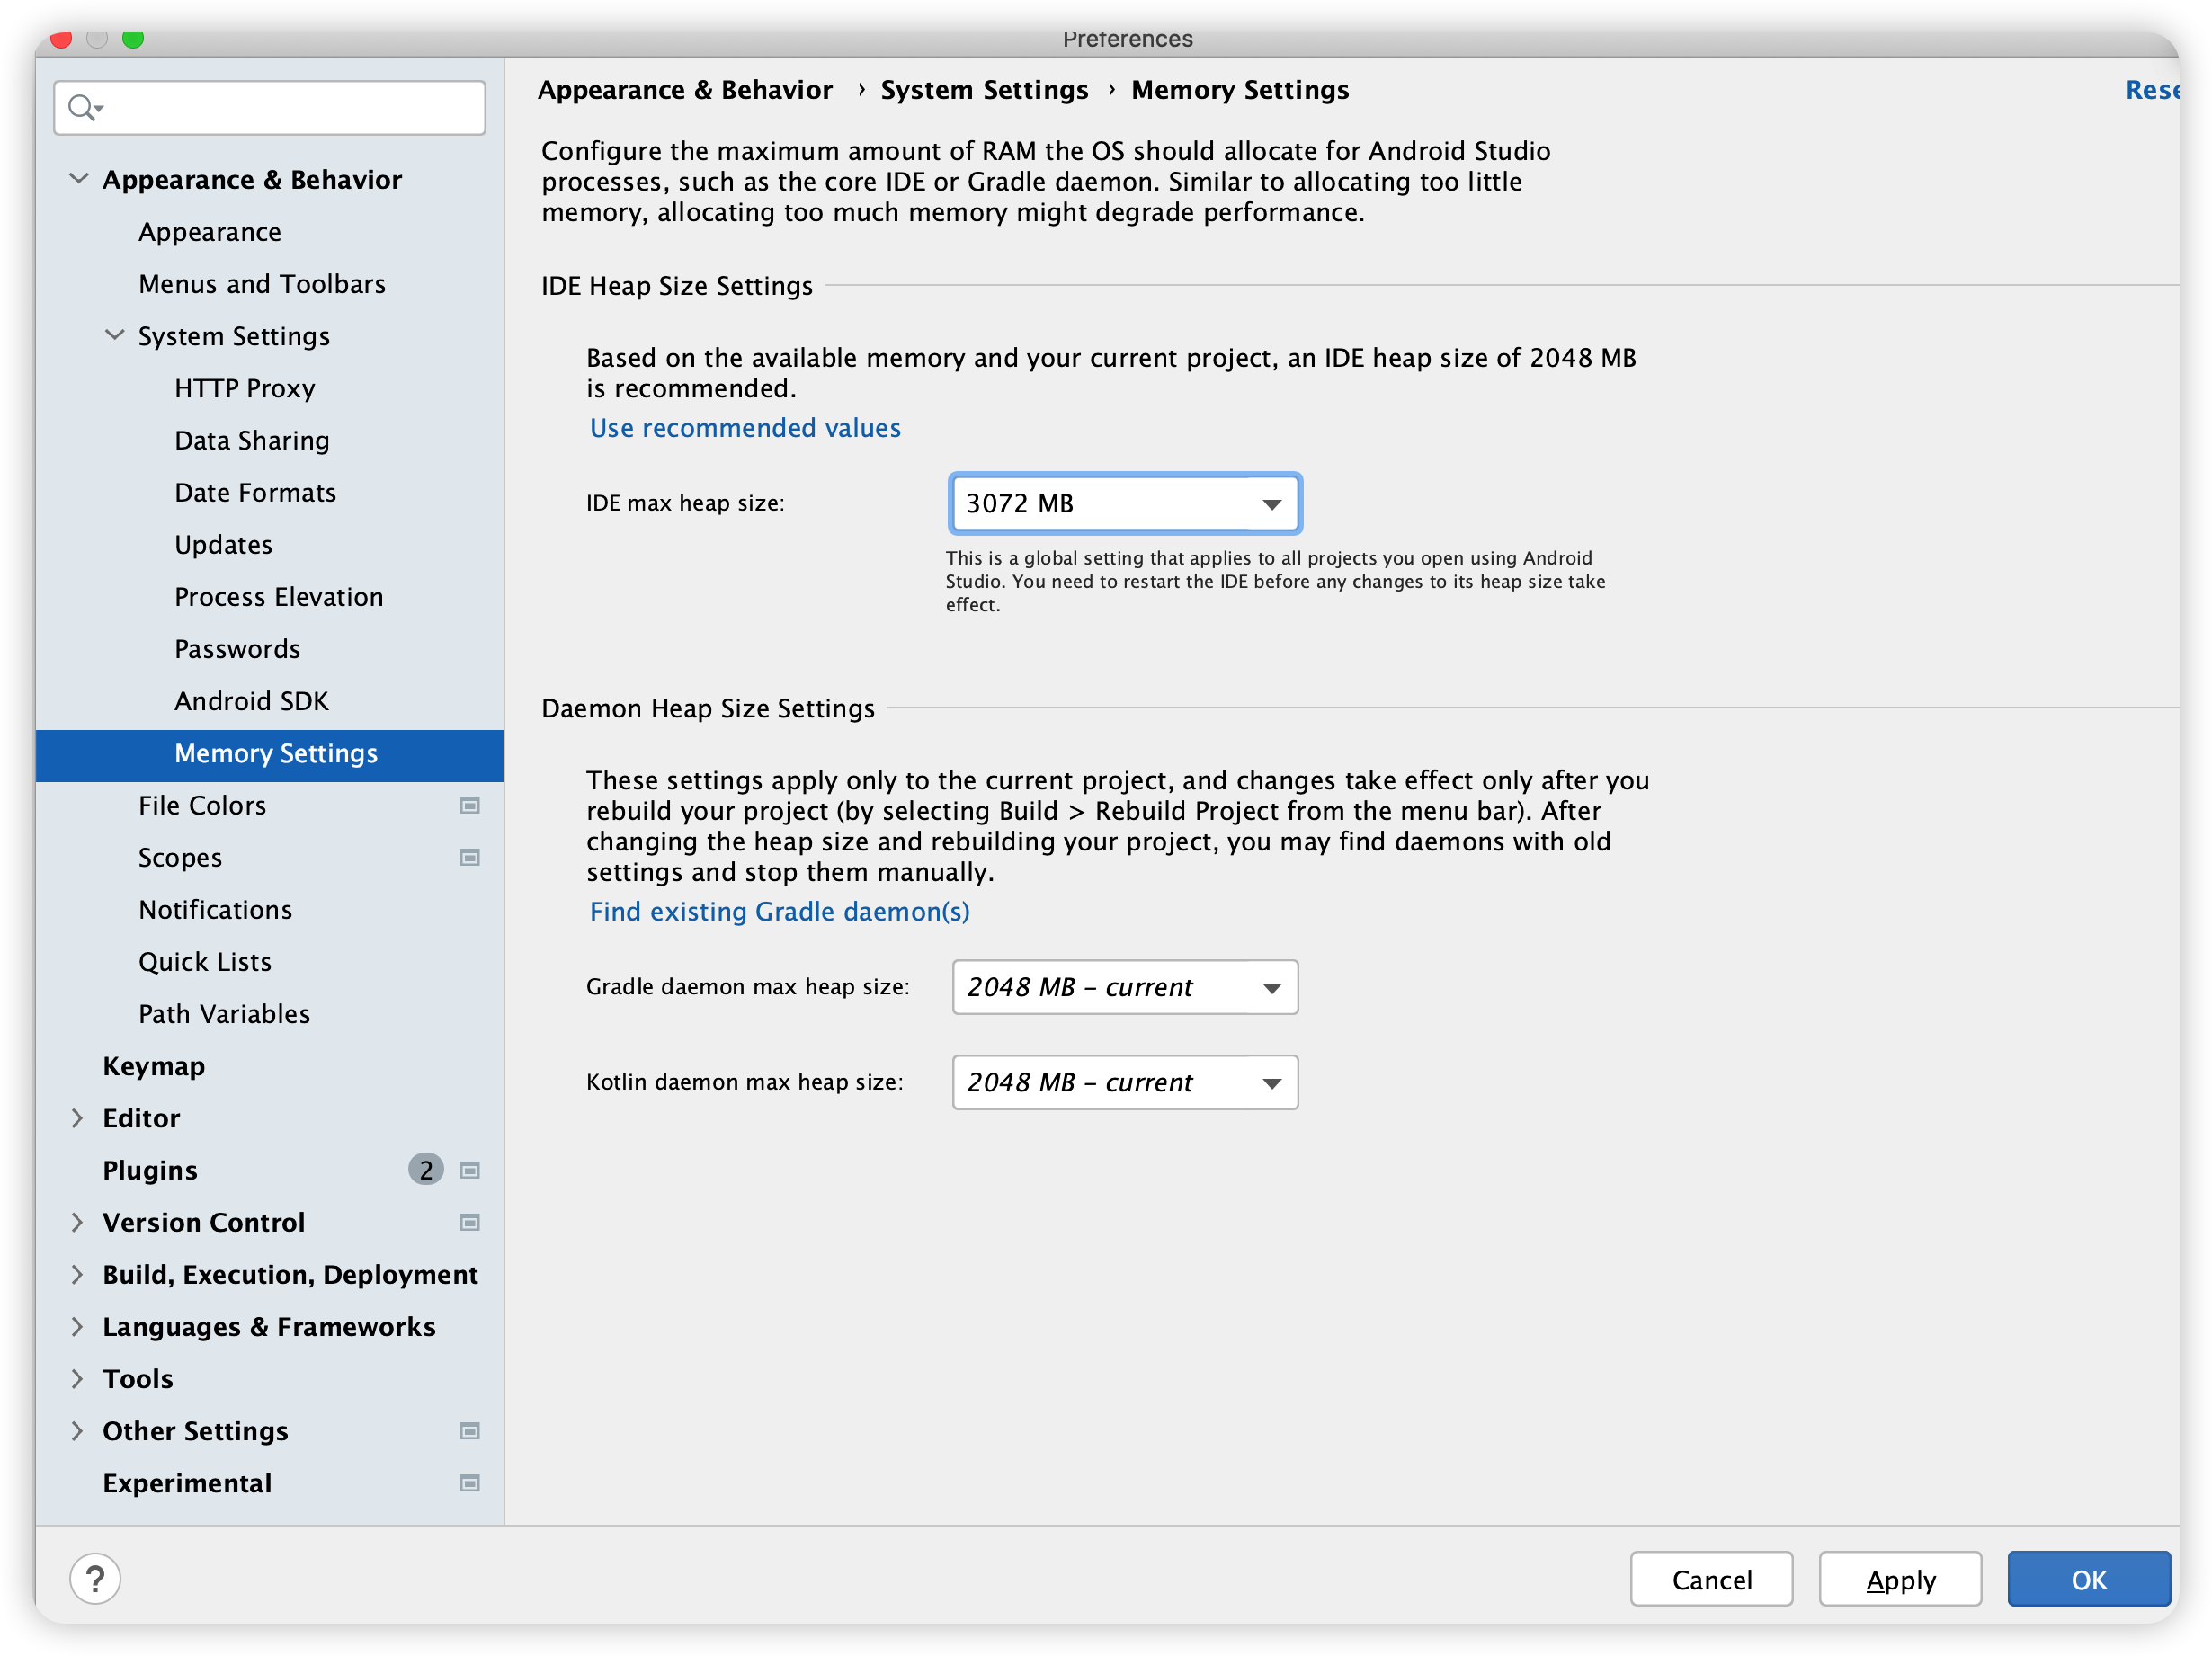 Preferences
Appearance & Behavior › System Settings › Memory Settings
Appearance & Behavior
Appearance
Menus and Toolbars
System Settings
HTTP Proxy
Data Sharing
Date Formats
Updates
Process Elevation
Passwords
Android SDK
Memory Settings
File Colors
Scopes
Notifications
Quick Lists
Path Variables
Keymap
Editor
Plugins 2
Version Control
Build, Execution, Deployment
Languages & Frameworks
Tools
Other Settings
Experimental
Configure the maximum amount of RAM the OS should allocate for Android Studio
processes, such as the core IDE or Gradle daemon. Similar to allocating too little
memory, allocating too much memory might degrade performance.
IDE Heap Size Settings
Based on the available memory and your current project, an IDE heap size of 2048 MB
is recommended.
Use recommended values
IDE max heap size: 3072 MB
This is a global setting that applies to all projects you open using Android
Studio. You need to restart the IDE before any changes to its heap size take
effect.
Daemon Heap Size Settings
These settings apply only to the current project, and changes take effect only after you
rebuild your project (by selecting Build > Rebuild Project from the menu bar). After
changing the heap size and rebuilding your project, you may find daemons with old
settings and stop them manually.
Find existing Gradle daemon(s)
Gradle daemon max heap size: 2048 MB – current
Kotlin daemon max heap size: 2048 MB – current
? Cancel Apply OK